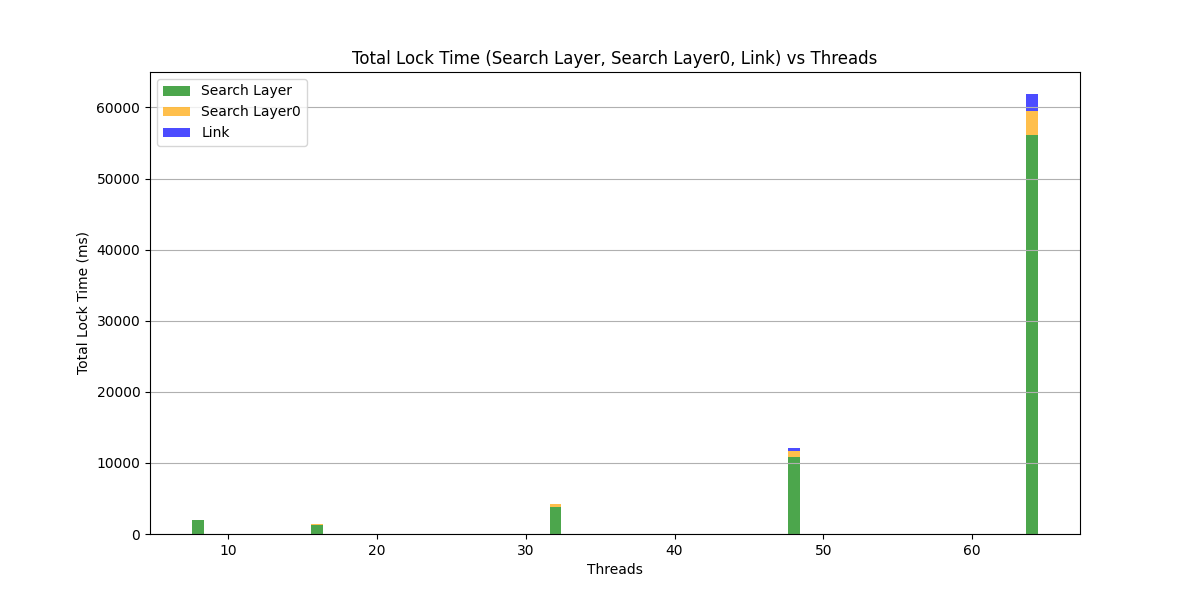 Total Lock Time (Search Layer, Search Layer0, Link) vs Threads
Search Layer
Search Layer0
Link
Total Lock Time (ms)
60000
50000
40000
30000
20000
10000
0
10 20 30 40 50 60
Threads